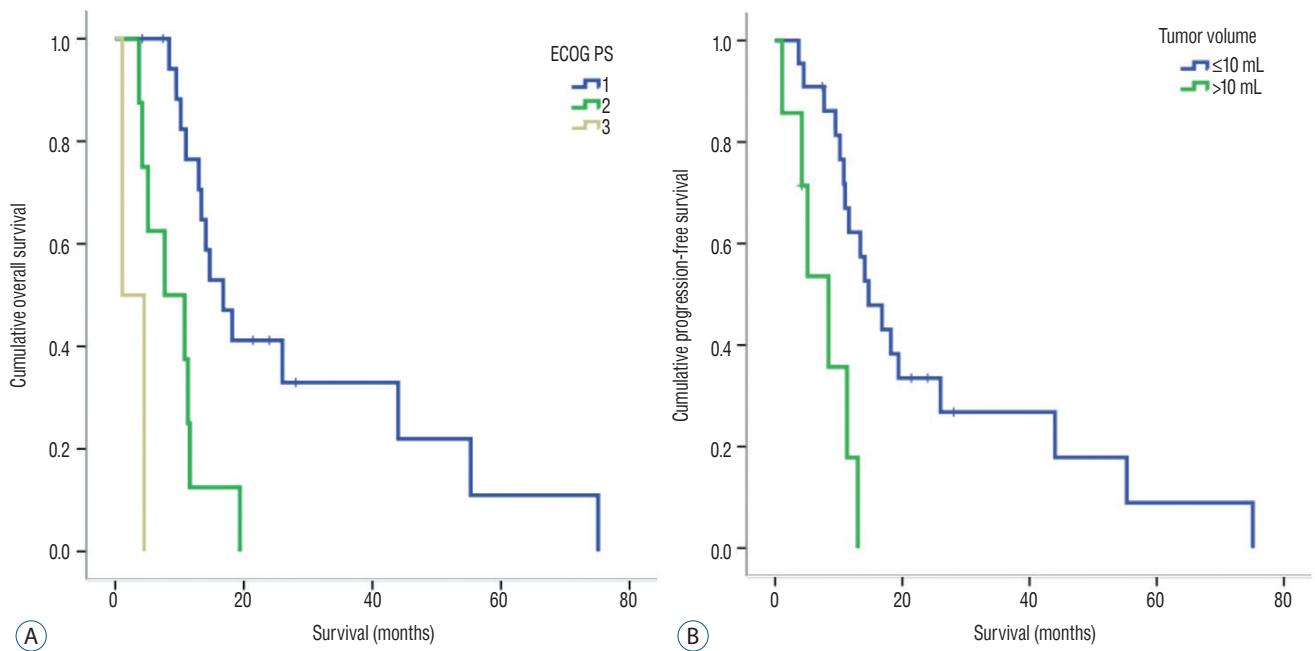 ECOG PS
1
2
3
Cumulative overall survival
1.0
0.8
0.6
0.4
0.2
0.0
0 20 40 60 80
Survival (months)
A
Tumor volume
≤10 mL
>10 mL
Cumulative progression-free survival
1.0
0.8
0.6
0.4
0.2
0.0
0 20 40 60 80
Survival (months)
B